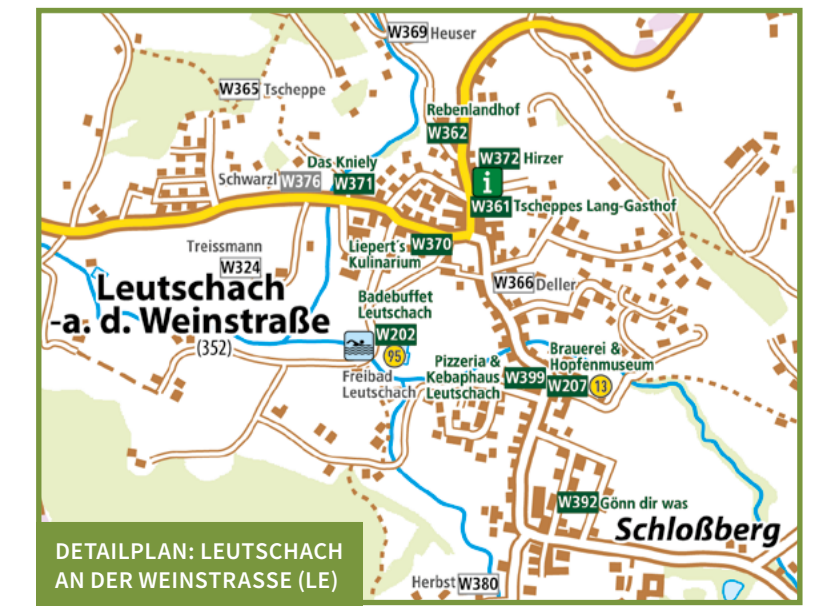 W369 Heuser
W365 Tscheppe
Rebenlandhof
W362
Das Kniely
W372 Hirzer
Schwarzl W376 W371
i
W361 Tscheppes Lang-Gasthof
Treissmann
W324
Liepert´s
Kulinarium
W370
Leutschach
-a. d. Weinstraße
(352)
W366 Deller
Badebuffet
Leutschach
W202
95
Freibad
Leutschach
Pizzeria &
Kebaphaus
Leutschach
W399
Brauerei &
Hopfenmuseum
W207 13
W392 Gönn dir was
Schloßberg
DETAILPLAN: LEUTSCHACH
AN DER WEINSTRASSE (LE)
Herbst W380